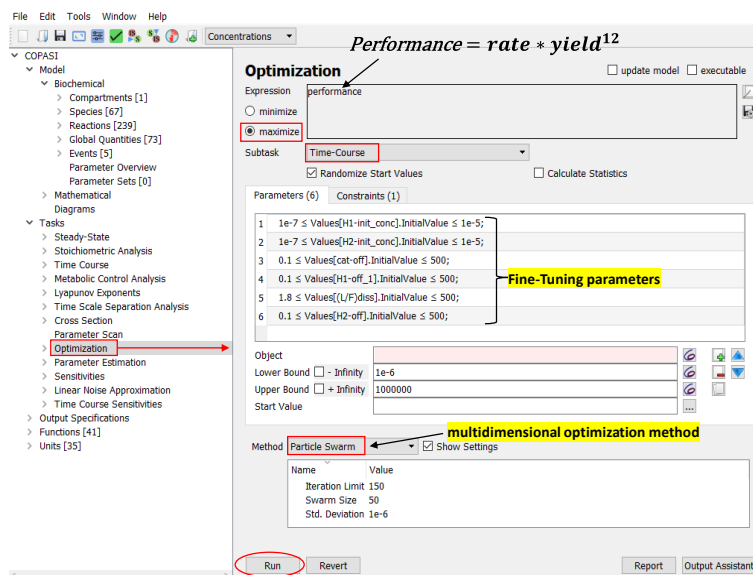 File Edit Tools Window Help
Concentrations
Performance = rate * yield¹²
COPASI
Model
Biochemical
Compartments [1]
Species [67]
Reactions [239]
Global Quantities [73]
Events [5]
Parameter Overview
Parameter Sets [0]
Mathematical
Diagrams
Tasks
Steady-State
Stoichiometric Analysis
Time Course
Metabolic Control Analysis
Lyapunov Exponents
Time Scale Separation Analysis
Cross Section
Parameter Scan
Optimization
Parameter Estimation
Sensitivities
Linear Noise Approximation
Time Course Sensitivities
Output Specifications
Functions [41]
Units [35]
Optimization
update model executable
Expression performance
minimize
maximize
Subtask Time-Course
Randomize Start Values Calculate Statistics
Parameters (6) Constraints (1)
1 1e-7 ≤ Values[H1-init_conc].InitialValue ≤ 1e-5;
2 1e-7 ≤ Values[H2-init_conc].InitialValue ≤ 1e-5;
3 0.1 ≤ Values[cat-off].InitialValue ≤ 500;
4 0.1 ≤ Values[H1-off_1].InitialValue ≤ 500;
5 1.8 ≤ Values[(L/F)diss].InitialValue ≤ 500;
6 0.1 ≤ Values[H2-off].InitialValue ≤ 500;
Fine-Tuning parameters
Object
Lower Bound - Infinity 1e-6
Upper Bound + Infinity 1000000
Start Value
...
multidimensional optimization method
Method Particle Swarm Show Settings
Name Value
Iteration Limit 150
Swarm Size 50
Std. Deviation 1e-6
Run Revert Report Output Assistant